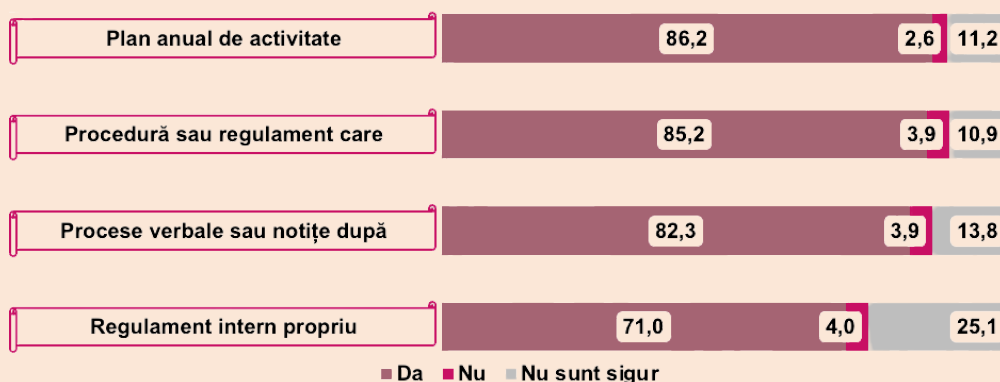 Plan anual de activitate 86,2 2,6 11,2
Procedură sau regulament care 85,2 3,9 10,9
Procese verbale sau notițe după 82,3 3,9 13,8
Regulament intern propriu 71,0 4,0 25,1
Da Nu Nu sunt sigur